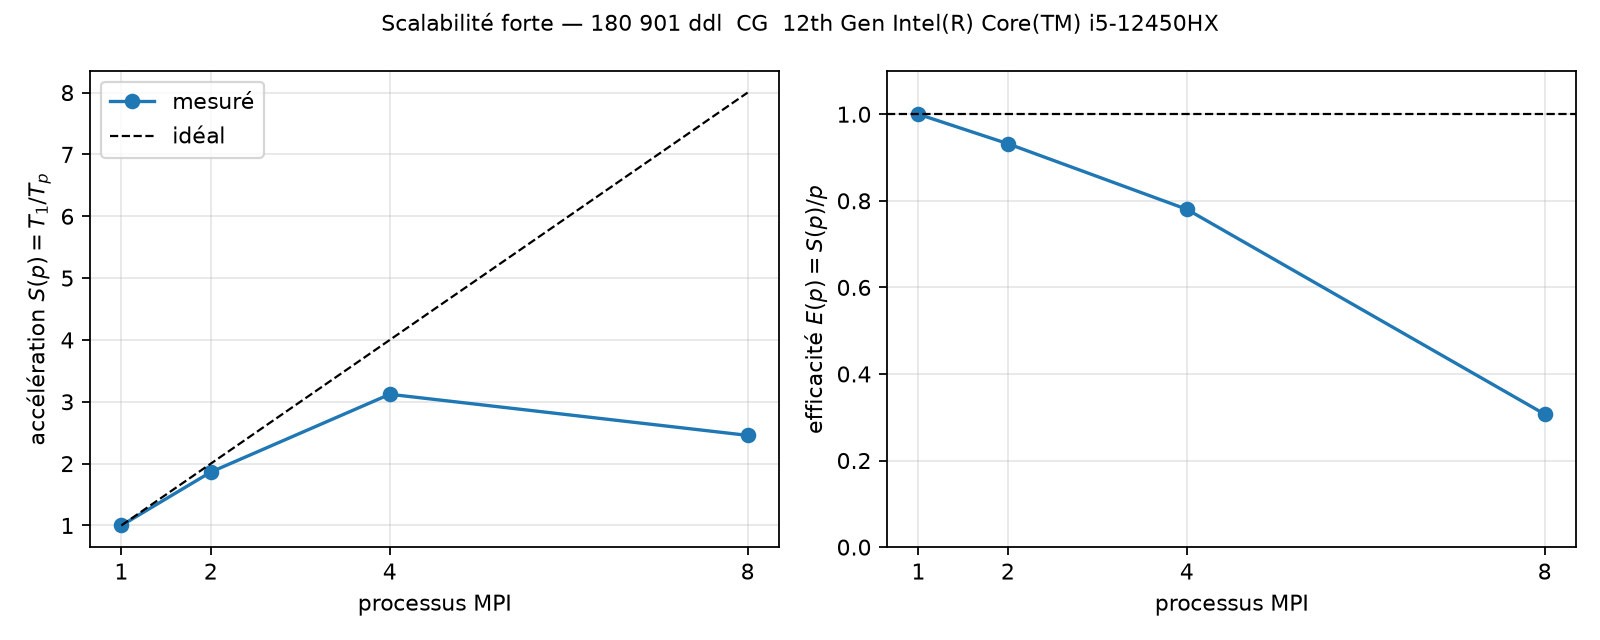 Scalabilité forte — 180 901 ddl  CG  12th Gen Intel(R) Core(TM) i5-12450HX
mesuré
idéal
accélération S(p) = T₁/Tₚ
8
7
6
5
4
3
2
1
1 2 4 8
processus MPI
efficacité E(p) = S(p)/p
1.0
0.8
0.6
0.4
0.2
0.0
1 2 4 8
processus MPI